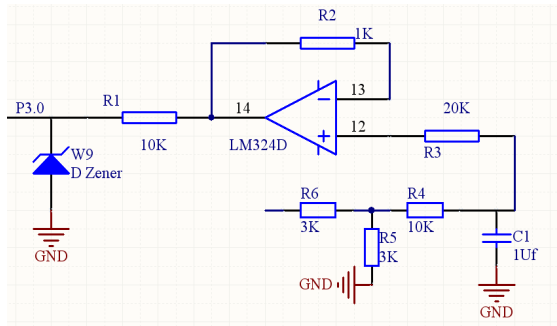 R2
1K
13
P3.0
R1
14
20K
12
10K
LM324D
R3
W9
D Zener
R6
R4
3K
10K
R5
3K
C1
1Uf
GND
GND
GND